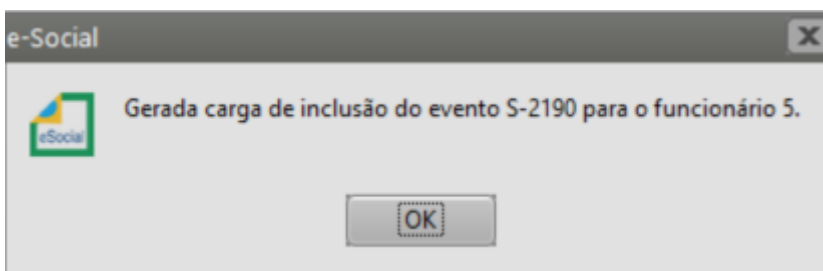 e-Social
Gerada carga de inclusão do evento S-2190 para o funcionário 5.
eSocial
OK